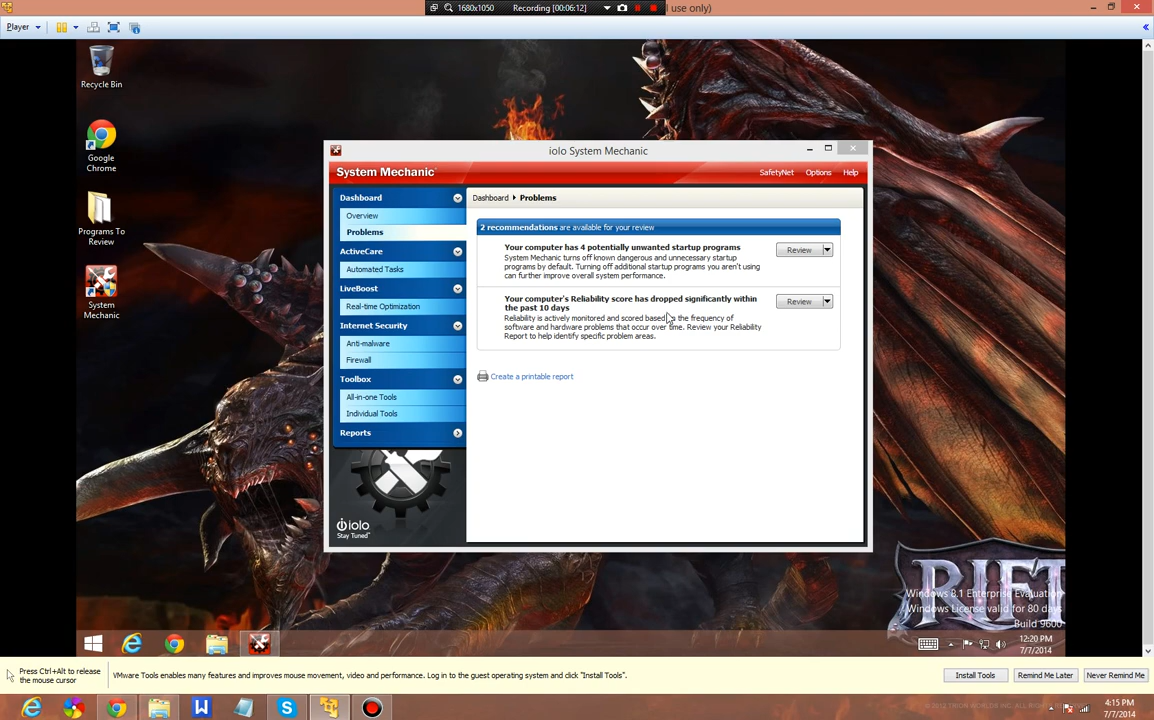 1680x1050 Recording [00:06:12] l use only)
Player
Recycle Bin
Google
Chrome
Programs To
Review
System
Mechanic
iolo System Mechanic
System Mechanic
SafetyNet Options Help
Dashboard
Overview
Problems
ActiveCare
Automated Tasks
LiveBoost
Real-time Optimization
Internet Security
Anti-malware
Firewall
Toolbox
All-in-one Tools
Individual Tools
Reports
iolo
Stay Tuned
Dashboard Problems
2 recommendations are available for your review
Your computer has 4 potentially unwanted startup programs
System Mechanic turns off known dangerous and unnecessary startup
programs by default. Turning off additional startup programs you aren't using
can further improve overall system performance.
Review
Your computer's Reliability score has dropped significantly within
the past 10 days
Reliability is actively monitored and scored based the frequency of
software and hardware problems that occur over time. Review your Reliability
Report to help identify specific problem areas.
Review
Create a printable report
RIFT
Windows 8.1 Enterprise Evaluation
Windows License valid for 80 days
Build 9600
12:20 PM
7/7/2014
Press Ctrl+Alt to release
the mouse cursor
VMware Tools enables many features and improves mouse movement, video and performance. Log in to the guest operating system and click "Install Tools".
Install Tools Remind Me Later Never Remind Me
4:15 PM
7/7/2014